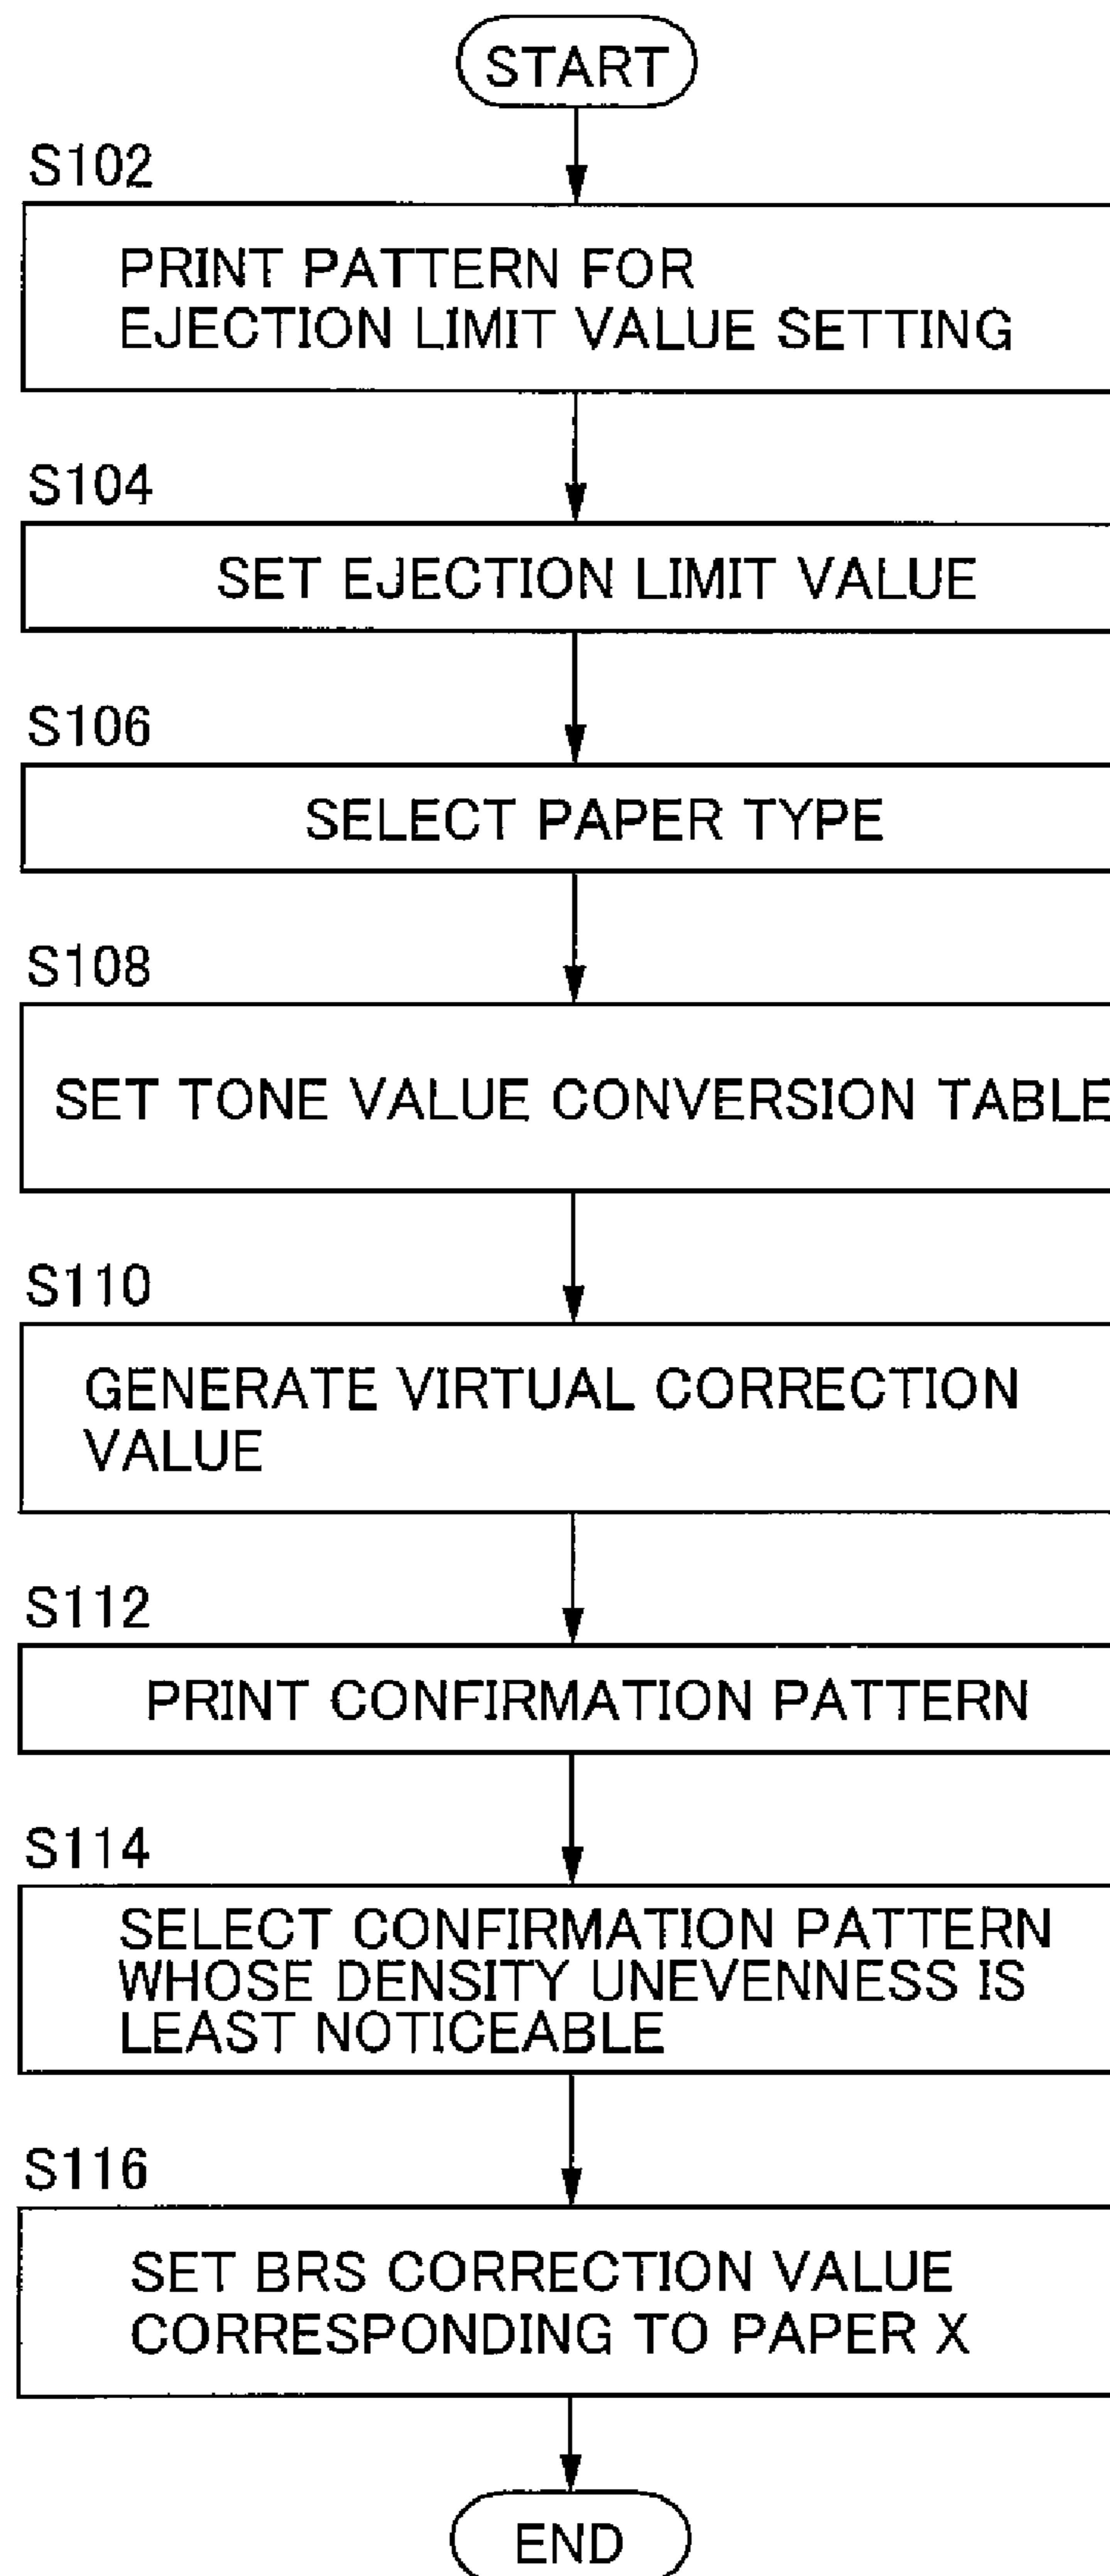 START
S102
PRINT PATTERN FOR
EJECTION LIMIT VALUE SETTING
S104
SET EJECTION LIMIT VALUE
S106
SELECT PAPER TYPE
S108
SET TONE VALUE CONVERSION TABLE
S110
GENERATE VIRTUAL CORRECTION
VALUE
S112
PRINT CONFIRMATION PATTERN
S114
SELECT CONFIRMATION PATTERN
WHOSE DENSITY UNEVENNESS IS
LEAST NOTICEABLE
S116
SET BRS CORRECTION VALUE
CORRESPONDING TO PAPER X
END